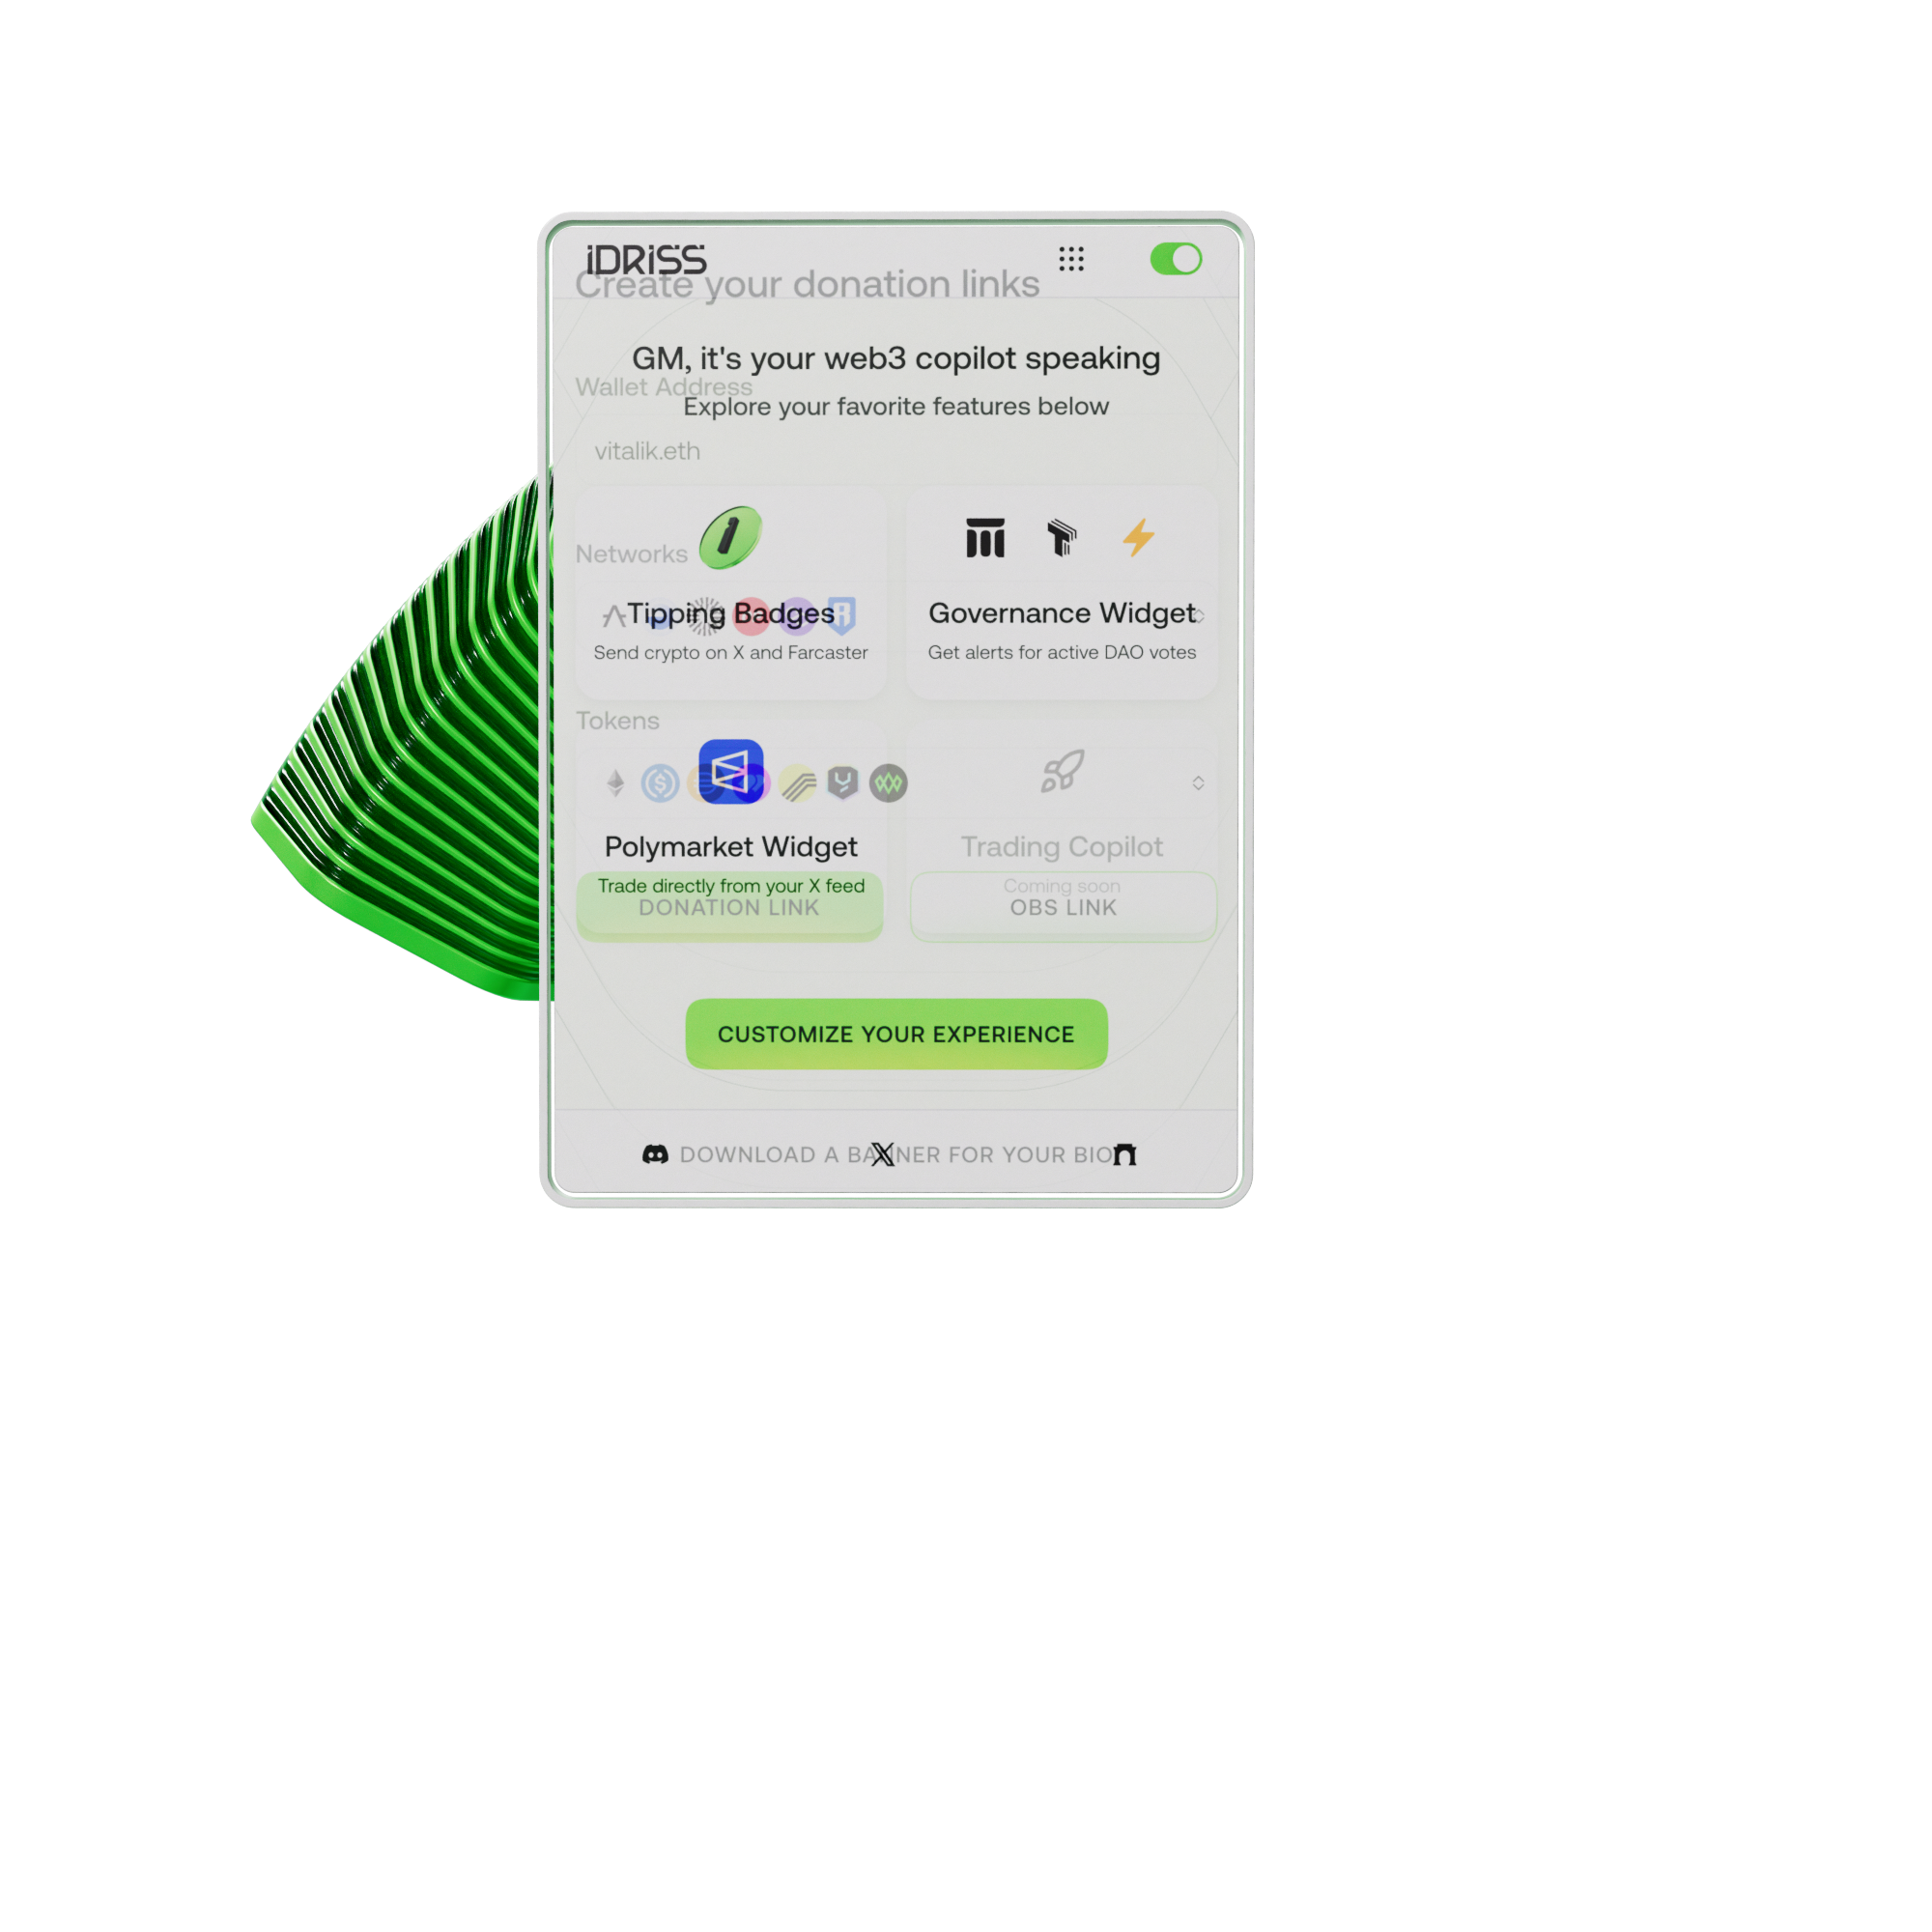 IDRISS
Create your donation links
GM, it's your web3 copilot speaking
Wallet Address
Explore your favorite features below
vitalik.eth
Networks
Tipping Badges
Governance Widget
Send crypto on X and Farcaster
Get alerts for active DAO votes
Tokens
Polymarket Widget
Trading Copilot
Trade directly from your X feed
Coming soon
DONATION LINK
OBS LINK
CUSTOMIZE YOUR EXPERIENCE
DOWNLOAD A BANNER FOR YOUR BIO